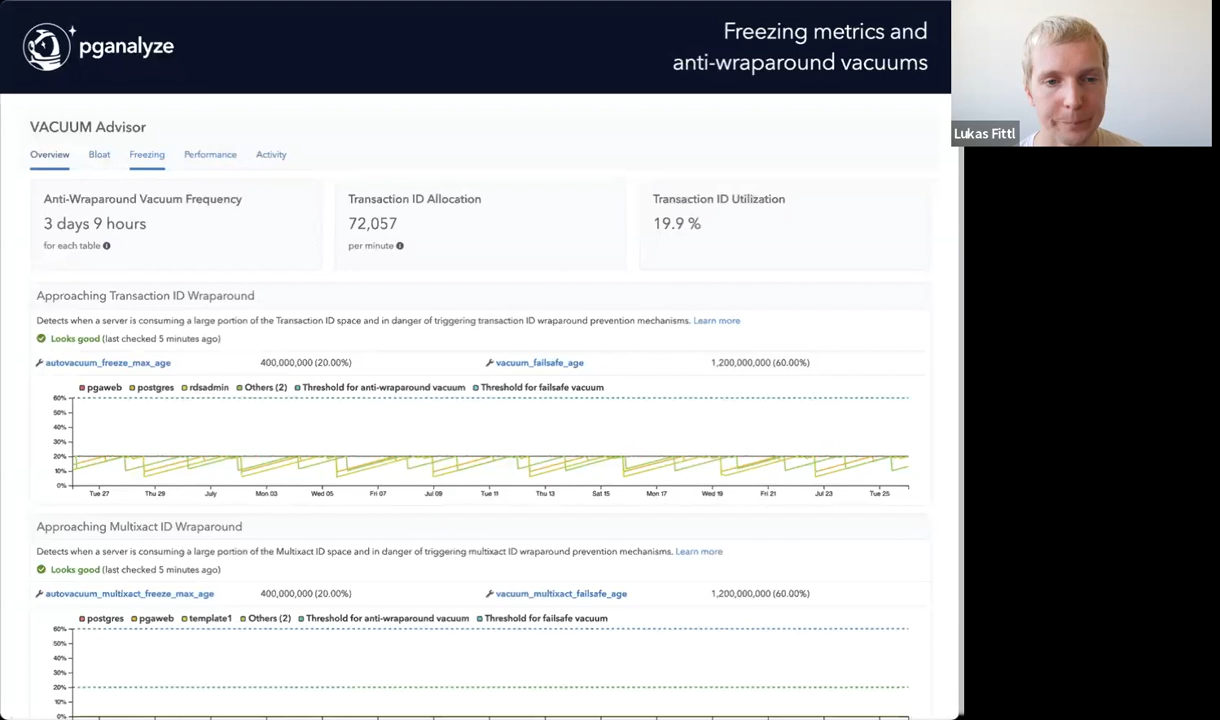 pganalyze
Freezing metrics and
anti-wraparound vacuums
Lukas Fittl
VACUUM Advisor
Overview Bloat Freezing Performance Activity
Anti-Wraparound Vacuum Frequency
3 days 9 hours
for each table
Transaction ID Allocation
72,057
per minute
Transaction ID Utilization
19.9 %
Approaching Transaction ID Wraparound
Detects when a server is consuming a large portion of the Transaction ID space and in danger of triggering transaction ID wraparound prevention mechanisms. Learn more
Looks good (last checked 5 minutes ago)
autovacuum_freeze_max_age 400,000,000 (20.00%) vacuum_failsafe_age 1,200,000,000 (60.00%)
pgaweb postgres rdsadmin Others (2) Threshold for anti-wraparound vacuum Threshold for failsafe vacuum
60%
50%
40%
30%
20%
10%
0%
Tue 27 Thu 29 July Mon 03 Wed 05 Fri 07 Jul 09 Tue 11 Thu 13 Sat 15 Mon 17 Wed 19 Fri 21 Jul 23 Tue 25
Approaching Multixact ID Wraparound
Detects when a server is consuming a large portion of the Multixact ID space and in danger of triggering multixact ID wraparound prevention mechanisms. Learn more
Looks good (last checked 5 minutes ago)
autovacuum_multixact_freeze_max_age 400,000,000 (20.00%) vacuum_multixact_failsafe_age 1,200,000,000 (60.00%)
postgres pgaweb template1 Others (2) Threshold for anti-wraparound vacuum Threshold for failsafe vacuum
60%
50%
40%
30%
20%
10%
0%